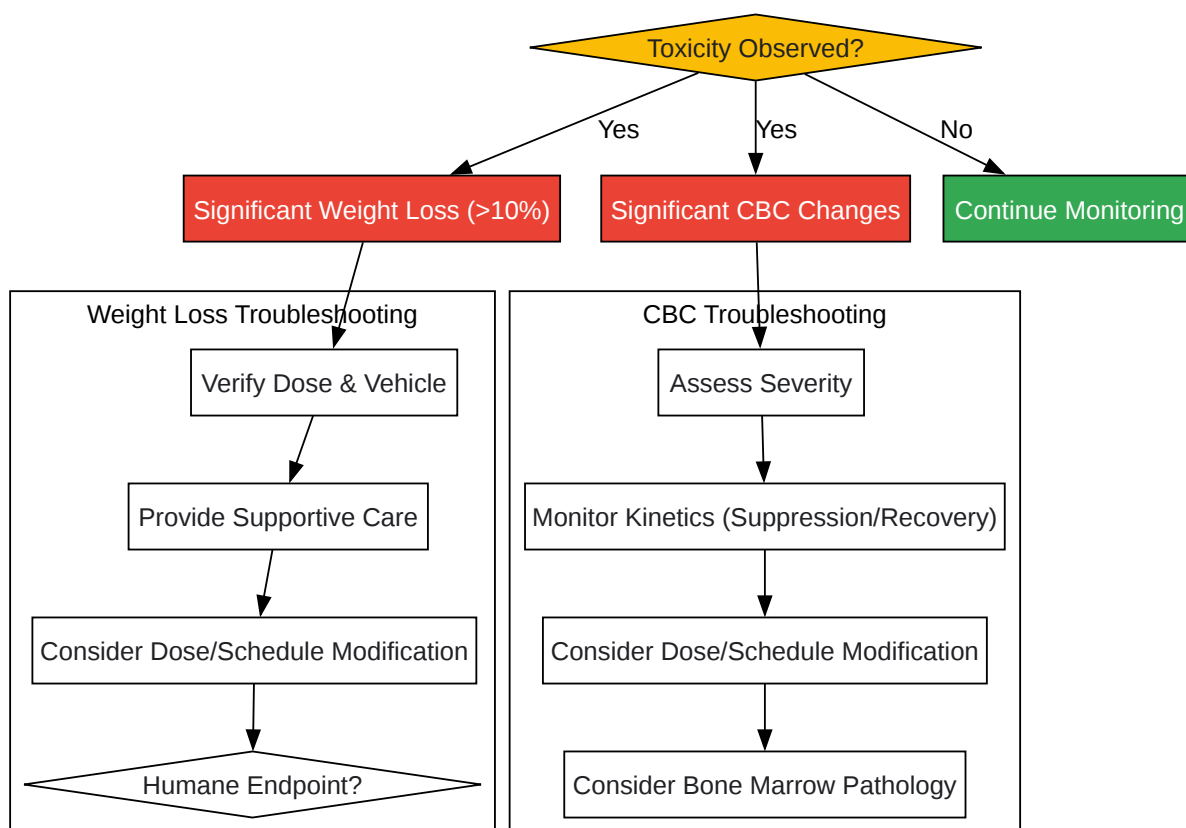 Toxicity Observed?
Yes
Yes
No
Significant Weight Loss (>10%)
Significant CBC Changes
Continue Monitoring
Weight Loss Troubleshooting
Verify Dose & Vehicle
Provide Supportive Care
Consider Dose/Schedule Modification
Humane Endpoint?
CBC Troubleshooting
Assess Severity
Monitor Kinetics (Suppression/Recovery)
Consider Dose/Schedule Modification
Consider Bone Marrow Pathology